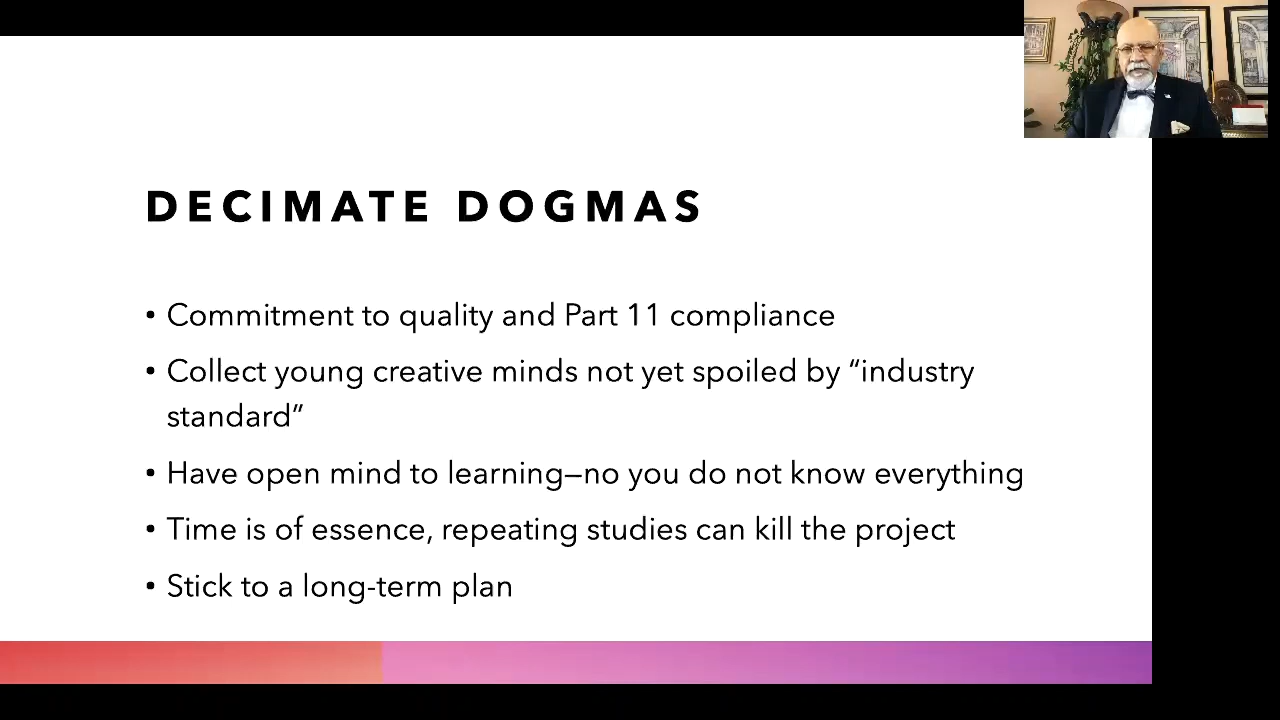 DECIMATE DOGMAS
• Commitment to quality and Part 11 compliance
• Collect young creative minds not yet spoiled by “industry
standard”
• Have open mind to learning—no you do not know everything
• Time is of essence, repeating studies can kill the project
• Stick to a long-term plan